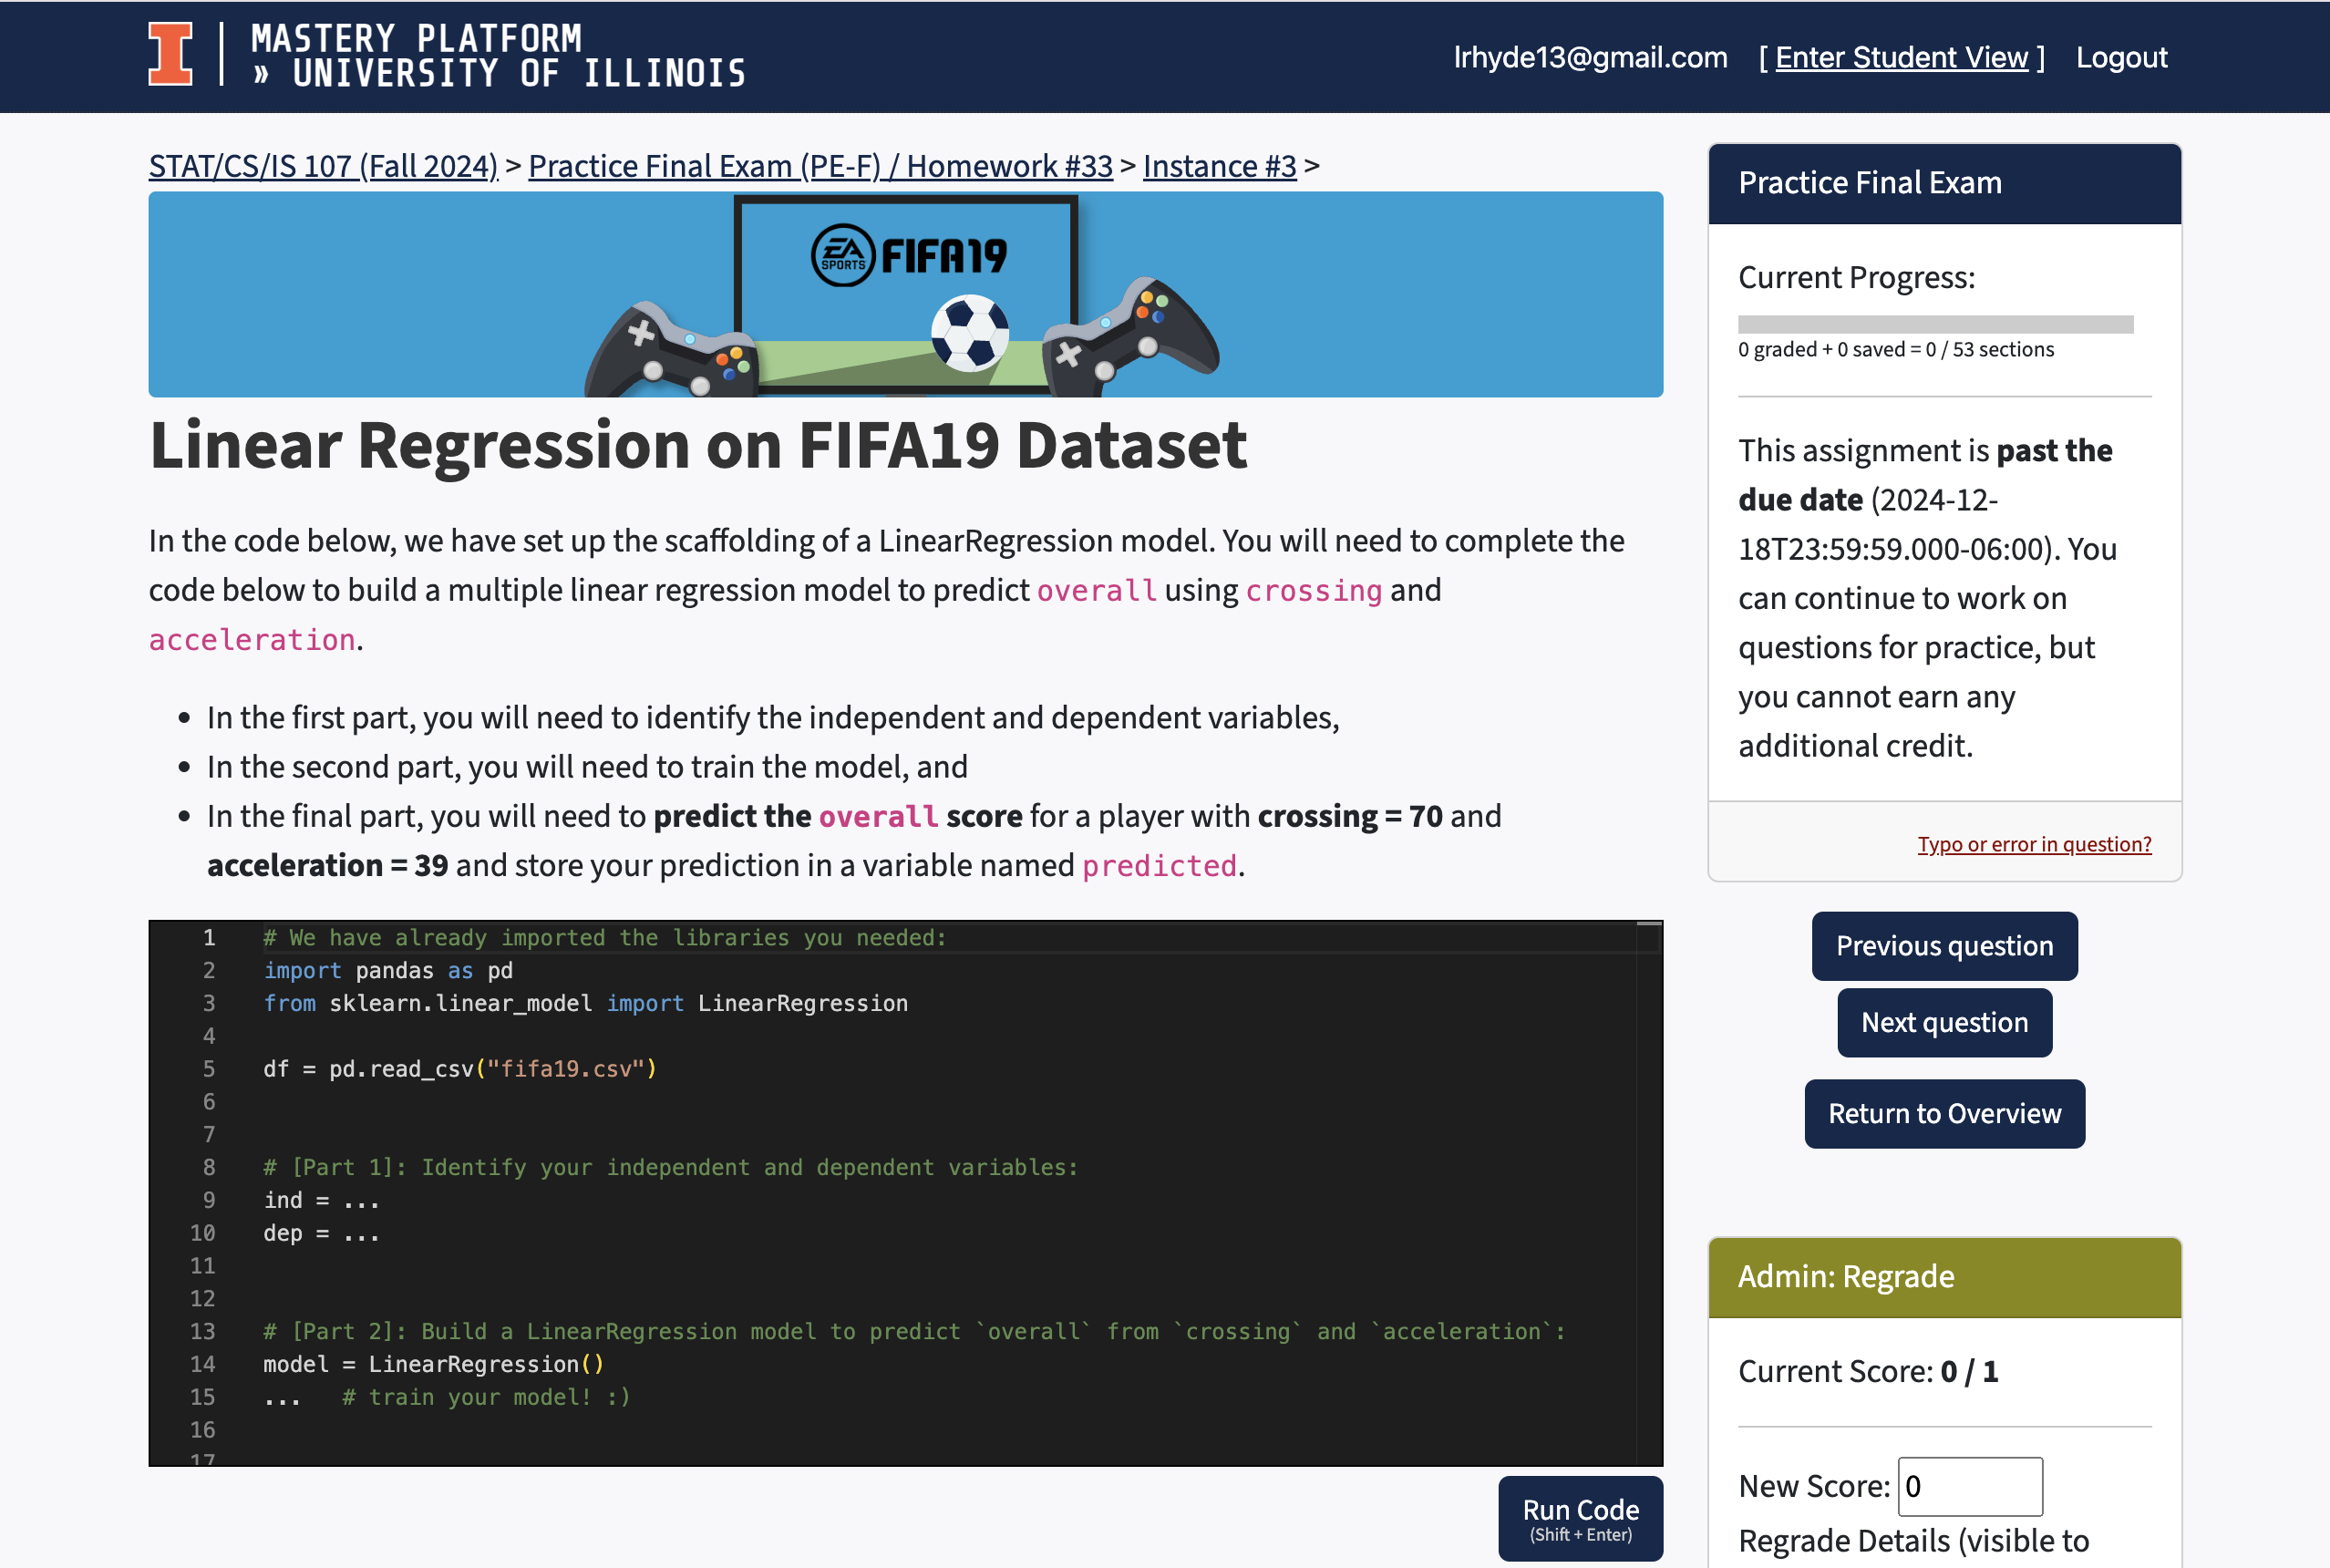 MASTERY PLATFORM
» UNIVERSITY OF ILLINOIS
lrhyde13@gmail.com [ Enter Student View ] Logout
STAT/CS/IS 107 (Fall 2024) > Practice Final Exam (PE-F) / Homework #33 > Instance #3 >
EA
SPORTS
FIFA19
Linear Regression on FIFA19 Dataset
In the code below, we have set up the scaffolding of a LinearRegression model. You will need to complete the
code below to build a multiple linear regression model to predict overall using crossing and
acceleration.
• In the first part, you will need to identify the independent and dependent variables,
• In the second part, you will need to train the model, and
• In the final part, you will need to predict the overall score for a player with crossing = 70 and
acceleration = 39 and store your prediction in a variable named predicted.
1 # We have already imported the libraries you needed:
2 import pandas as pd
3 from sklearn.linear_model import LinearRegression
4
5 df = pd.read_csv("fifa19.csv")
6
7
8 # [Part 1]: Identify your independent and dependent variables:
9 ind = ...
10 dep = ...
11
12
13 # [Part 2]: Build a LinearRegression model to predict `overall` from `crossing` and `acceleration`:
14 model = LinearRegression()
15 ... # train your model! :)
16
17
Run Code
(Shift + Enter)
Practice Final Exam
Current Progress:
0 graded + 0 saved = 0 / 53 sections
This assignment is past the
due date (2024-12-
18T23:59:59.000-06:00). You
can continue to work on
questions for practice, but
you cannot earn any
additional credit.
Typo or error in question?
Previous question
Next question
Return to Overview
Admin: Regrade
Current Score: 0 / 1
New Score: 0
Regrade Details (visible to